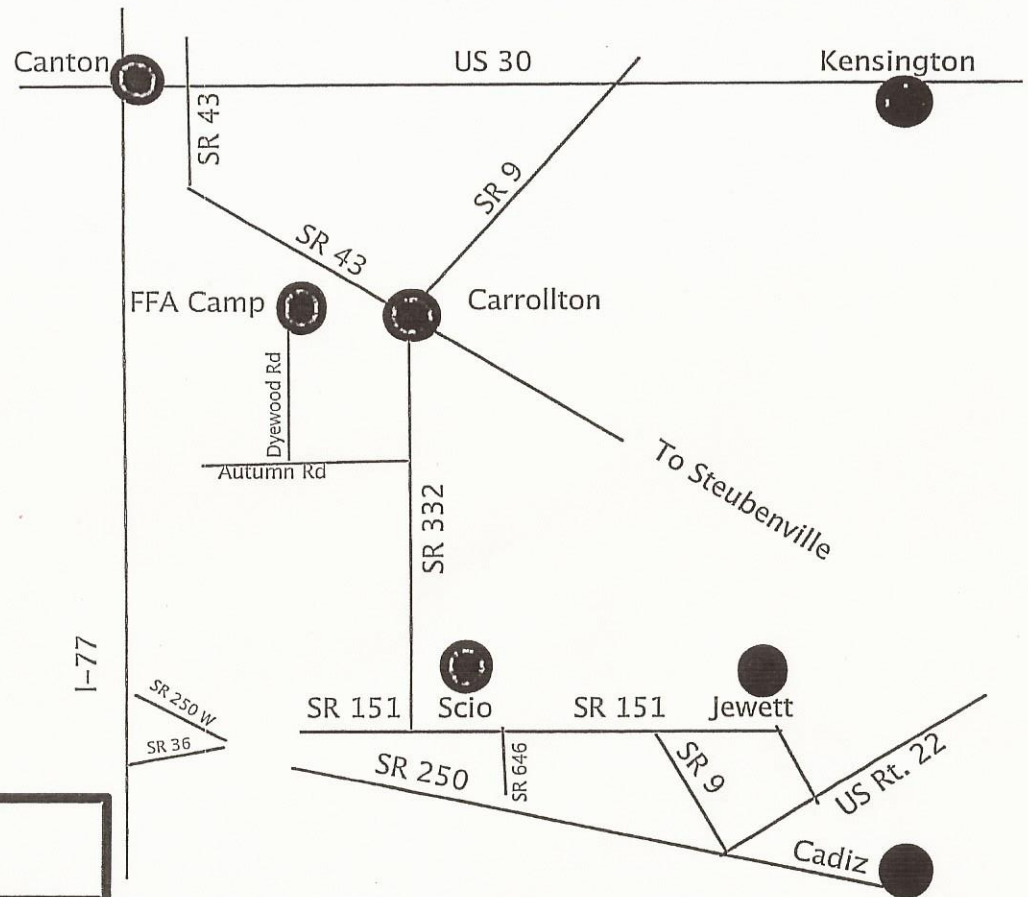 Canton
US 30
Kensington
SR 43
SR 9
SR 43
FFA Camp
Carrollton
Dyewood Rd
Autumn Rd
To Steubenville
SR 332
I-77
SR 250 W
SR 36
SR 151
Scio
SR 151
Jewett
SR 646
SR 250
SR 9
US Rt. 22
Cadiz